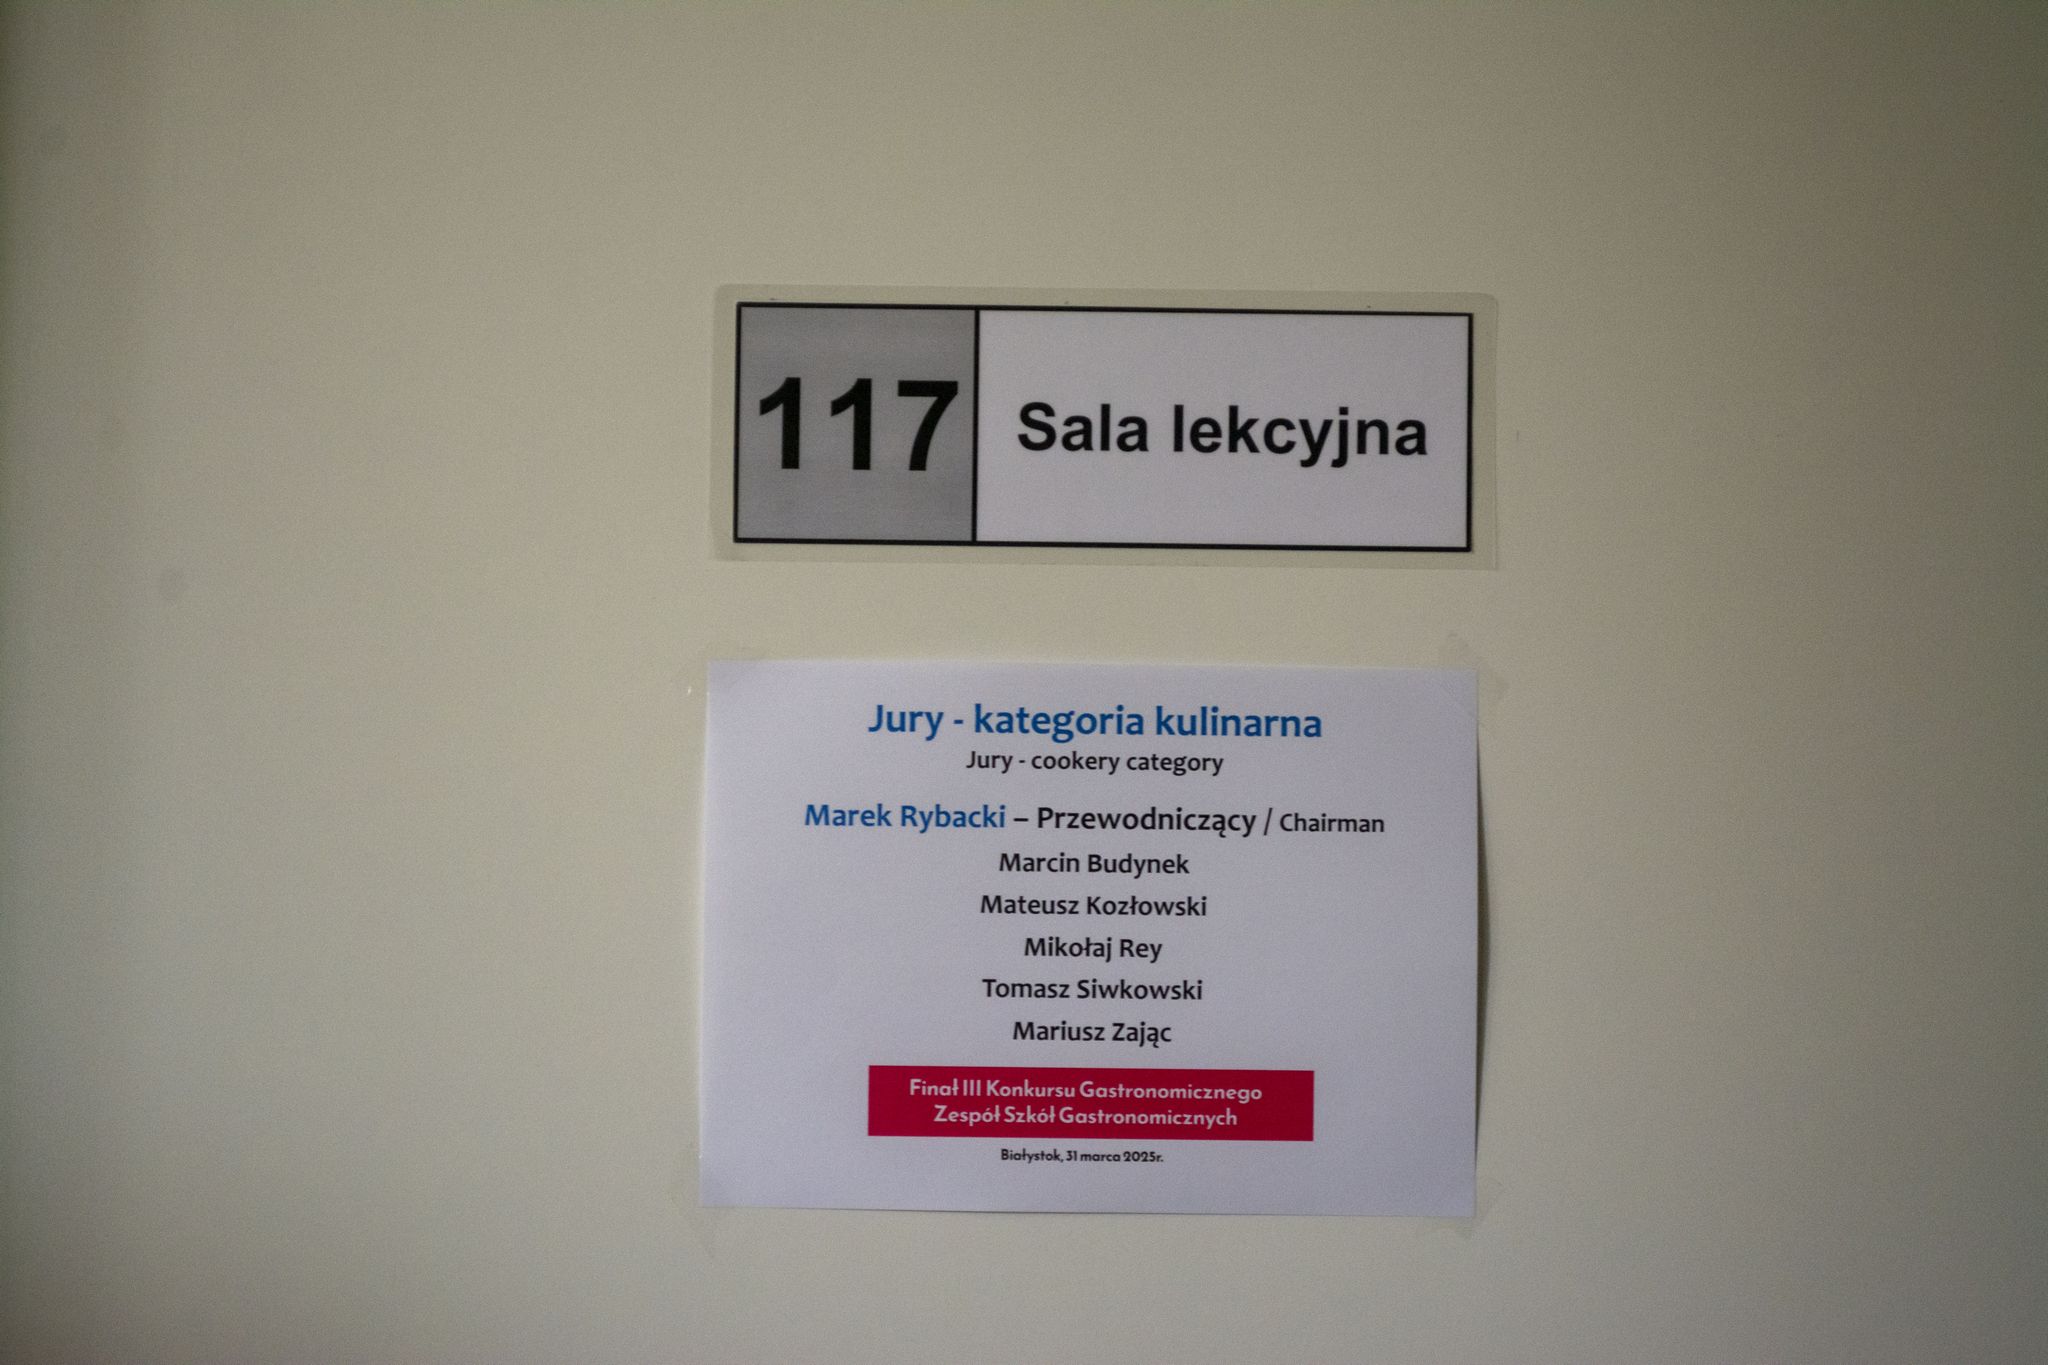 117
Sala lekcyjna
Jury - kategoria kulinarna
Jury - cookery category
Marek Rybacki – Przewodniczący / Chairman
Marcin Budynek
Mateusz Kozłowski
Mikołaj Rey
Tomasz Siwkowski
Mariusz Zając
Finał III Konkursu Gastronomicznego
Zespół Szkół Gastronomicznych
Białystok, 31 marca 2025r.